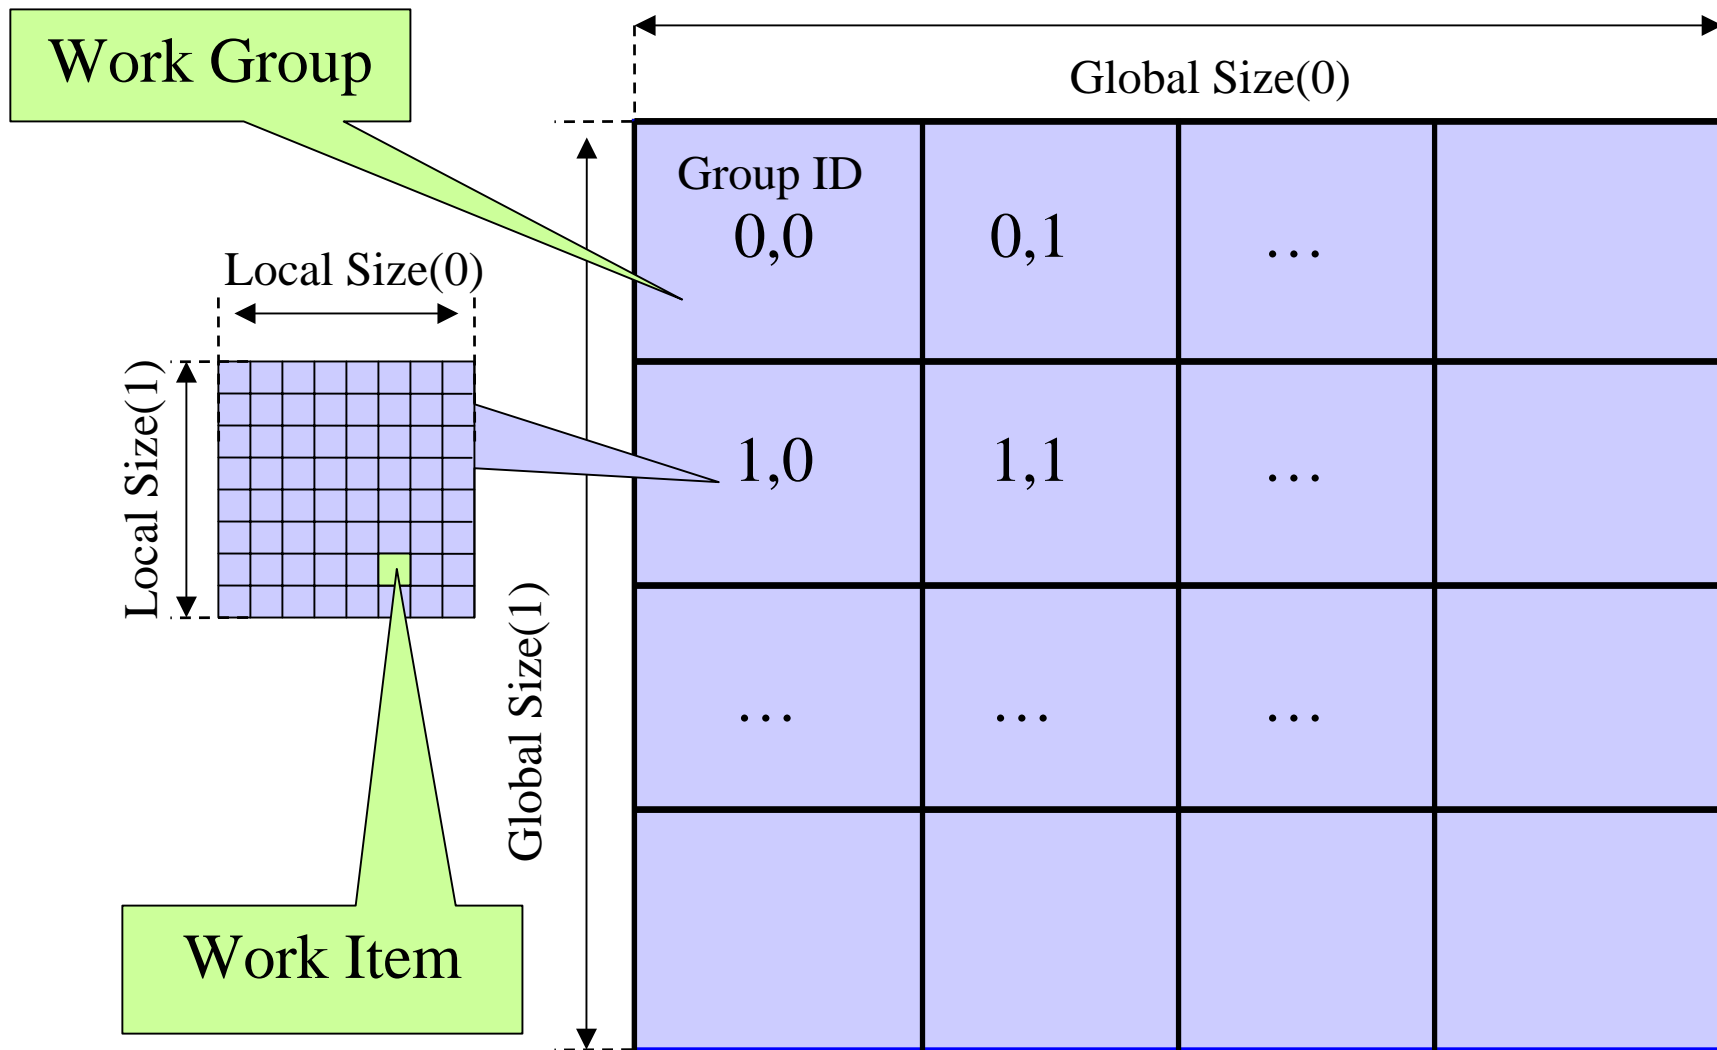 Work Group
Global Size(0)
Group ID
0,0
0,1
…
Local Size(0)
Local Size(1)
1,0
1,1
…
Global Size(1)
…
…
…
Work Item